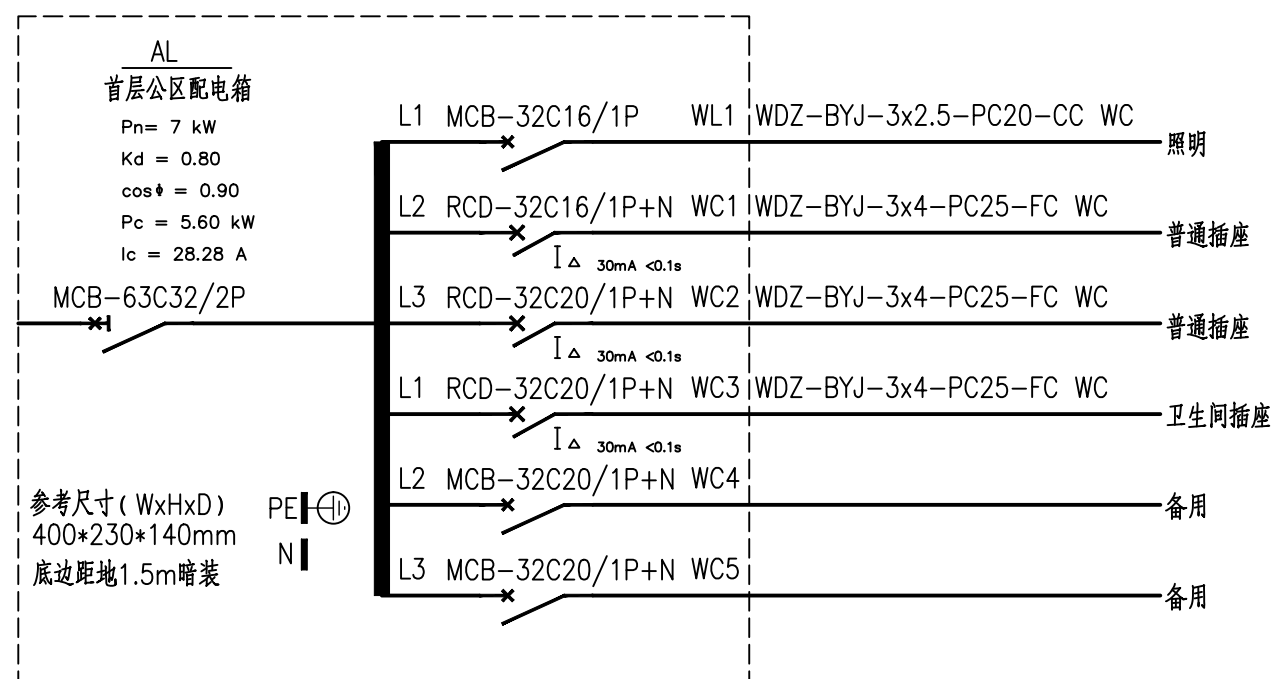 AL
首层公区配电箱
Pn= 7 kW
Kd = 0.80
cosΦ = 0.90
Pc = 5.60 kW
Ic = 28.28 A
MCB-63C32/2P
L1 MCB-32C16/1P WL1 WDZ-BYJ-3x2.5-PC20-CC WC
照明
L2 RCD-32C16/1P+N WC1 WDZ-BYJ-3x4-PC25-FC WC
普通插座
I△ 30mA <0.1s
L3 RCD-32C20/1P+N WC2 WDZ-BYJ-3x4-PC25-FC WC
普通插座
I△ 30mA <0.1s
L1 RCD-32C20/1P+N WC3 WDZ-BYJ-3x4-PC25-FC WC
卫生间插座
I△ 30mA <0.1s
L2 MCB-32C20/1P+N WC4
备用
L3 MCB-32C20/1P+N WC5
备用
参考尺寸(WxHxD)
400*230*140mm
底边距地1.5m暗装
PE
N